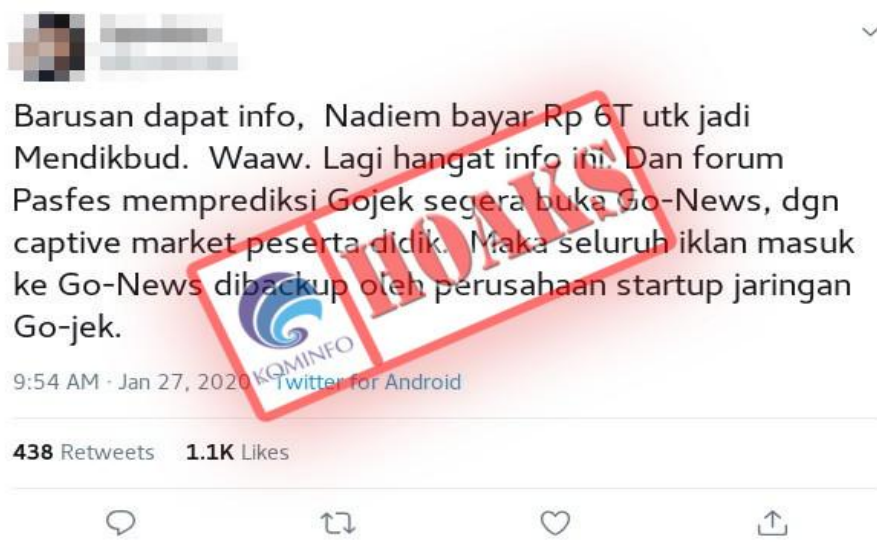 Barusan dapat info, Nadiem bayar Rp 6T utk jadi
Mendikbud. Waaw. Lagi hangat info ini. Dan forum
Pasfes memprediksi Gojek segera buka Go-News, dgn
captive market peserta didik. Maka seluruh iklan masuk
ke Go-News dibackup oleh perusahaan startup jaringan
Go-jek.
HOAKS
KOMINFO
9:54 AM · Jan 27, 2020 · Twitter for Android
438 Retweets 1.1K Likes